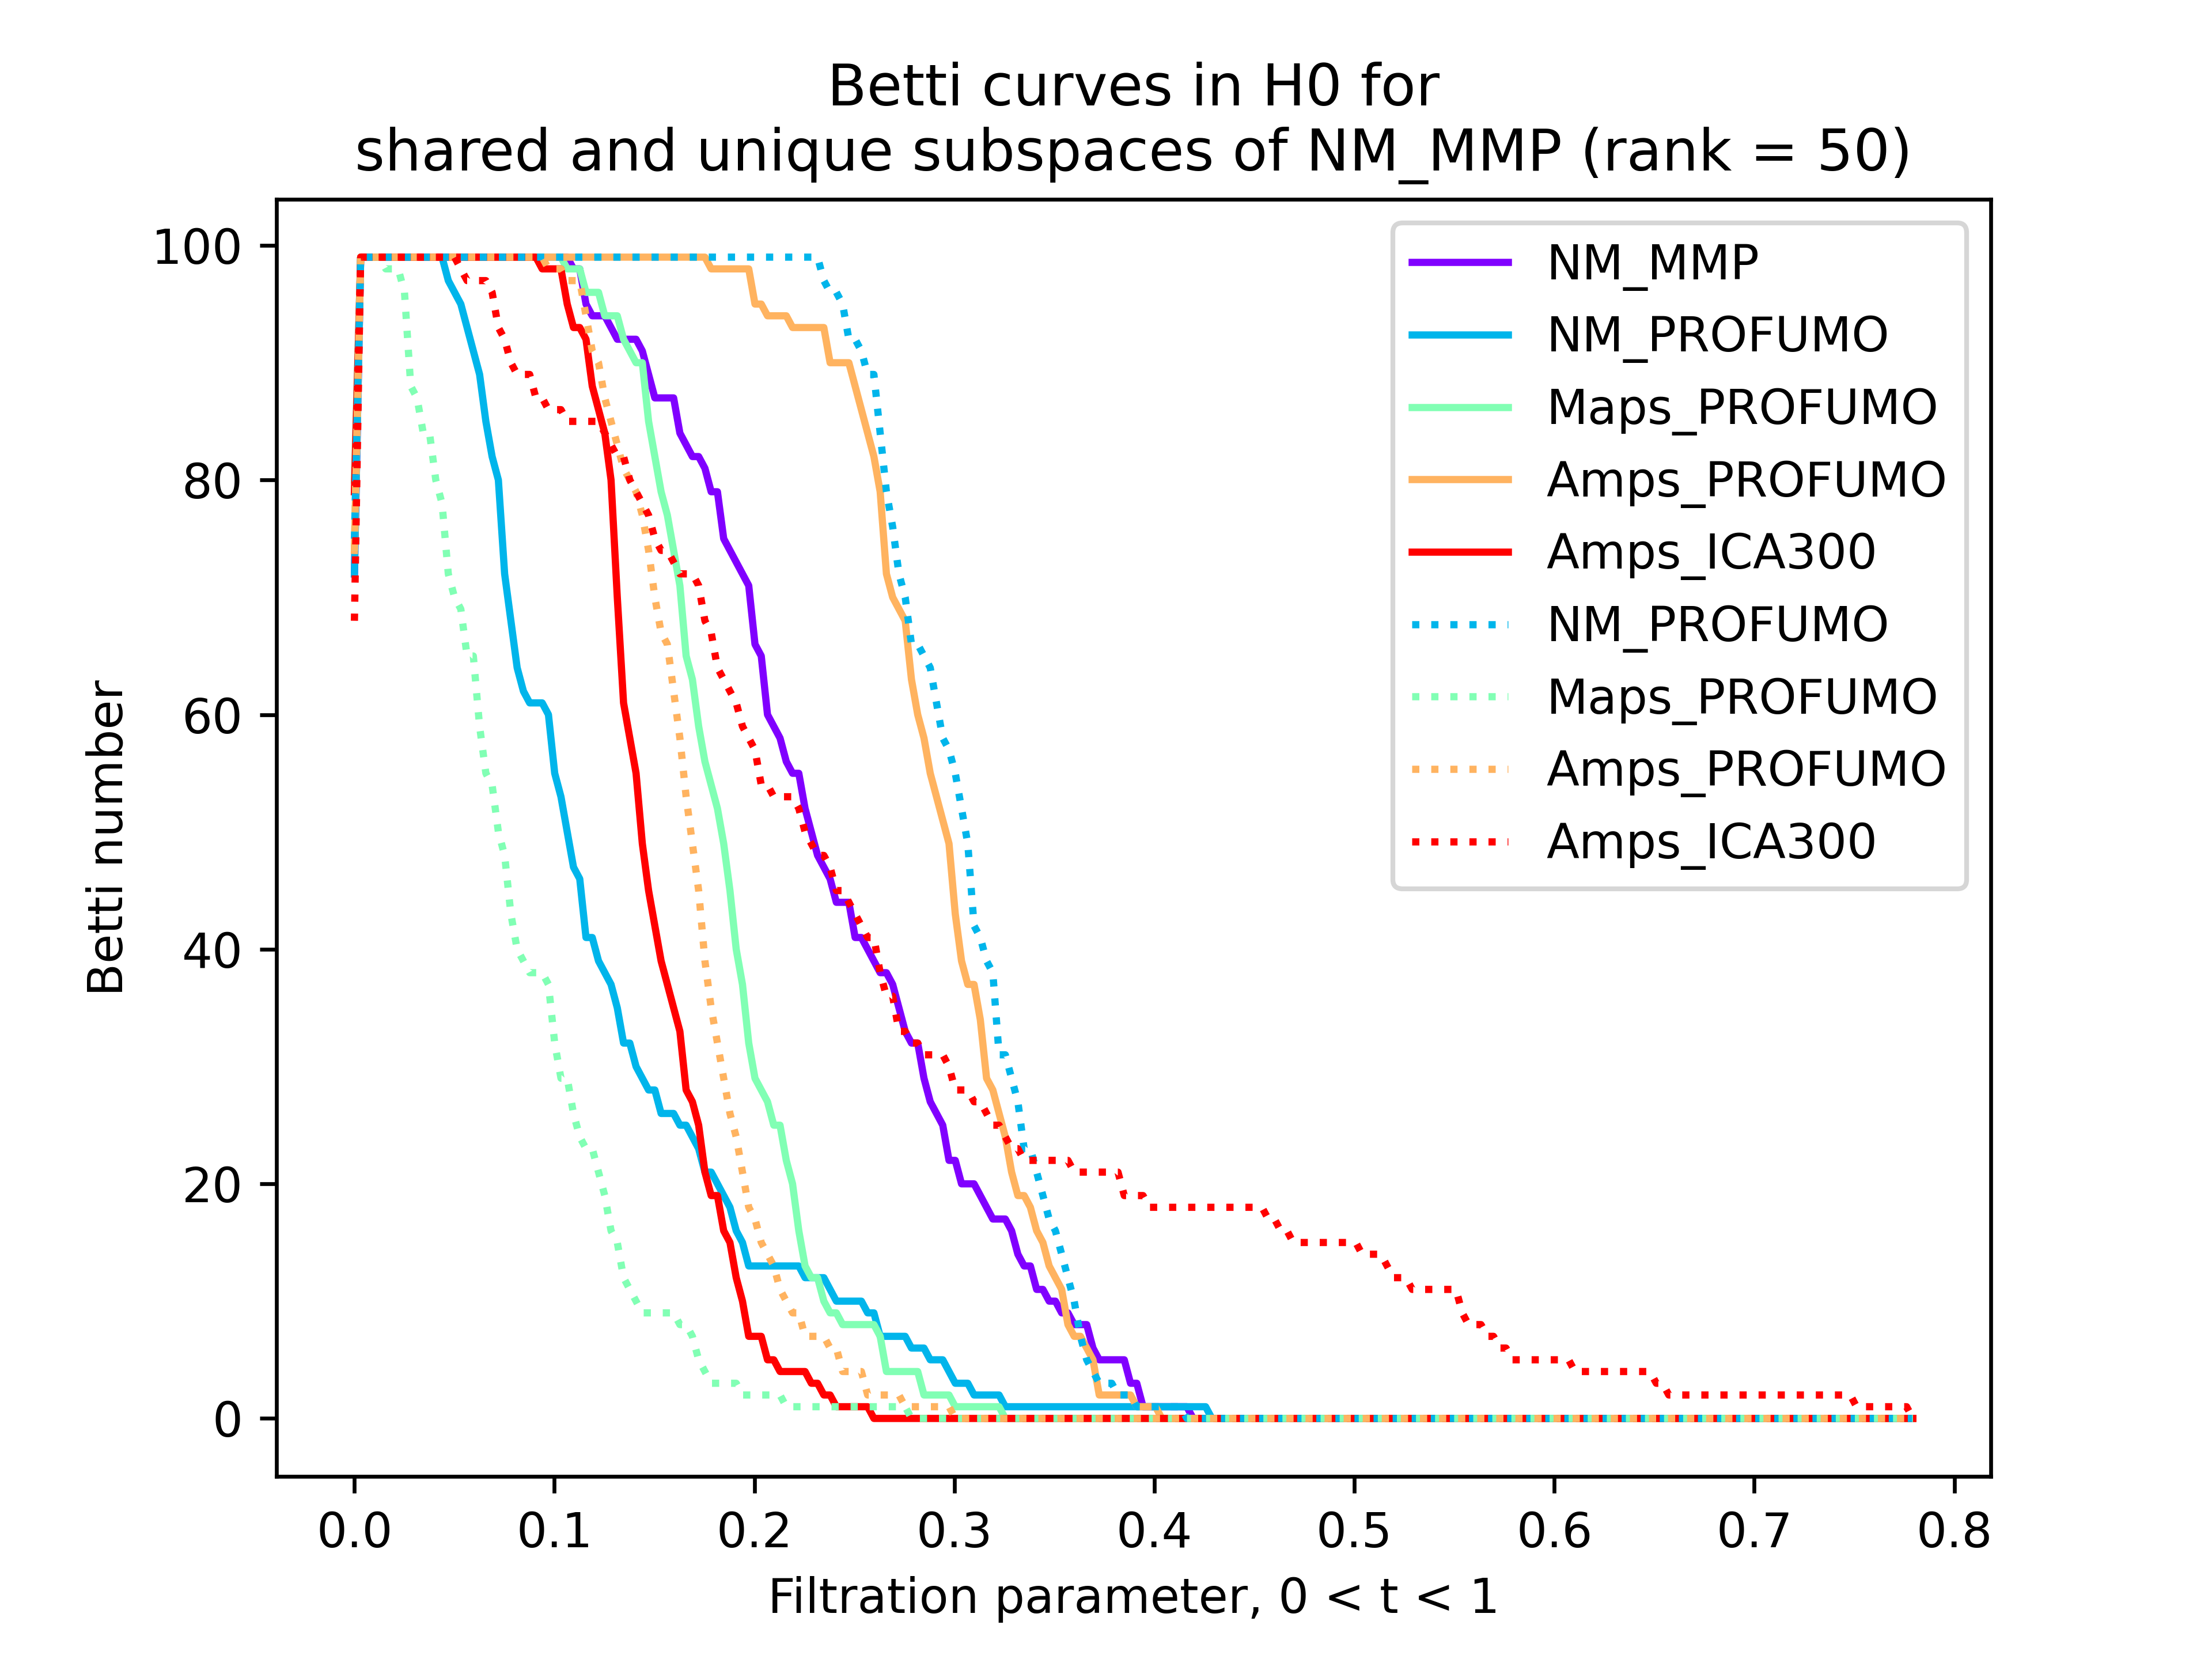 Betti curves in H0 for
shared and unique subspaces of NM_MMP (rank = 50)
Betti number
100
80
60
40
20
0
NM_MMP
NM_PROFUMO
Maps_PROFUMO
Amps_PROFUMO
Amps_ICA300
NM_PROFUMO
Maps_PROFUMO
Amps_PROFUMO
Amps_ICA300
0.0 0.1 0.2 0.3 0.4 0.5 0.6 0.7 0.8
Filtration parameter, 0 < t < 1